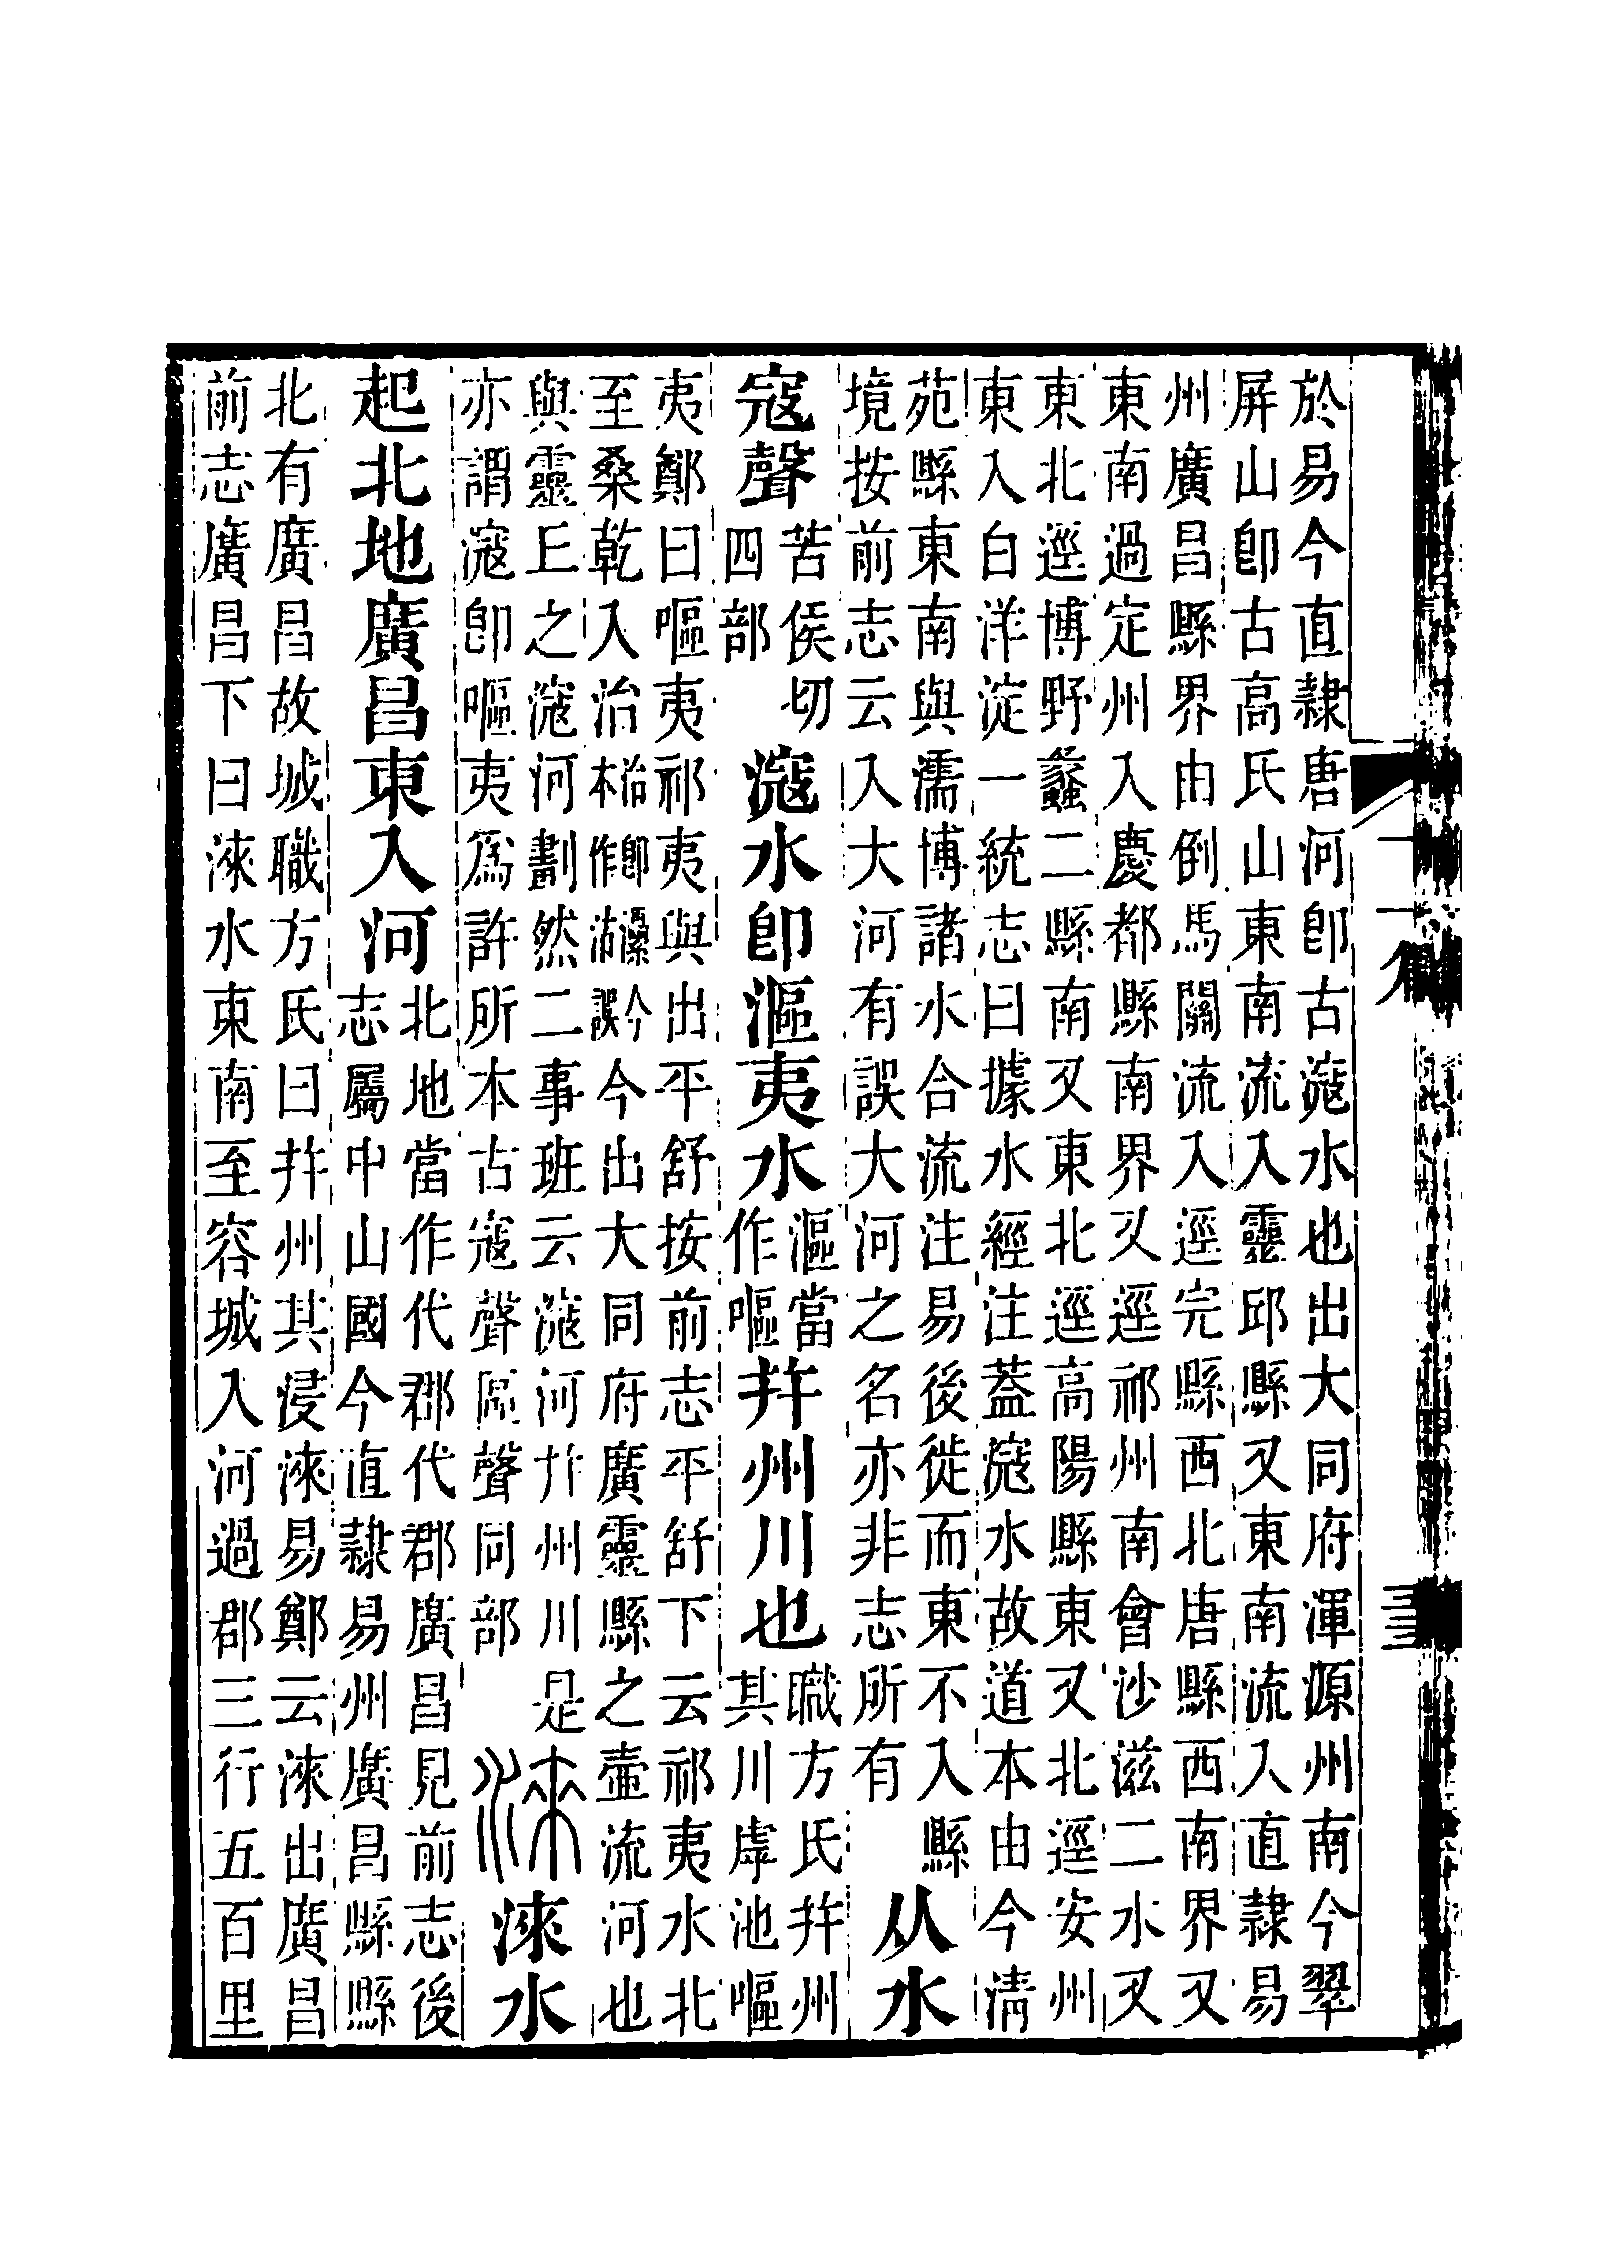 於易今直隸唐河卽古滱水也出大同府渾源州南今翠
屏山卽古高氏山東南流入靈邱縣又東南流入直隸易
州廣昌縣界由倒馬關流入逕完縣西北唐縣西南界又
東南過定州入慶都縣南界又逕祁州南會沙滋二水又
東北逕博野蠡二縣南又東北逕高陽縣東又北逕安州
東入白洋淀一統志曰據水經注蓋滱水故道本由今淸
苑縣東南與濡博諸水合流注易後徙而東不入縣
境按前志云入大河有誤大河之名亦非志所有
从水
寇聲
苦侯切
四部
滱水卽漚夷水
漚當
作嘔
幷州川也
職方氏幷州
其川虖池嘔
夷鄭曰嘔夷祁夷與出平舒按前志平舒下云祁夷水北
至桑乾入治治卽㶟今本作沽誤今出大同府廣靈縣之壺流河也
與靈丘之滱河劃然二事班云滱河幷州川是
亦謂滱卽嘔夷爲許所本古寇聲區聲同部
淶
淶水
起北地廣昌東入河
北地當作代郡代郡廣昌見前志後
志屬中山國今直隸易州廣昌縣縣
北有廣昌故城職方氏曰幷州其浸淶易鄭云淶出廣昌
前志廣昌下曰淶水東南至容城入河過郡三行五百里